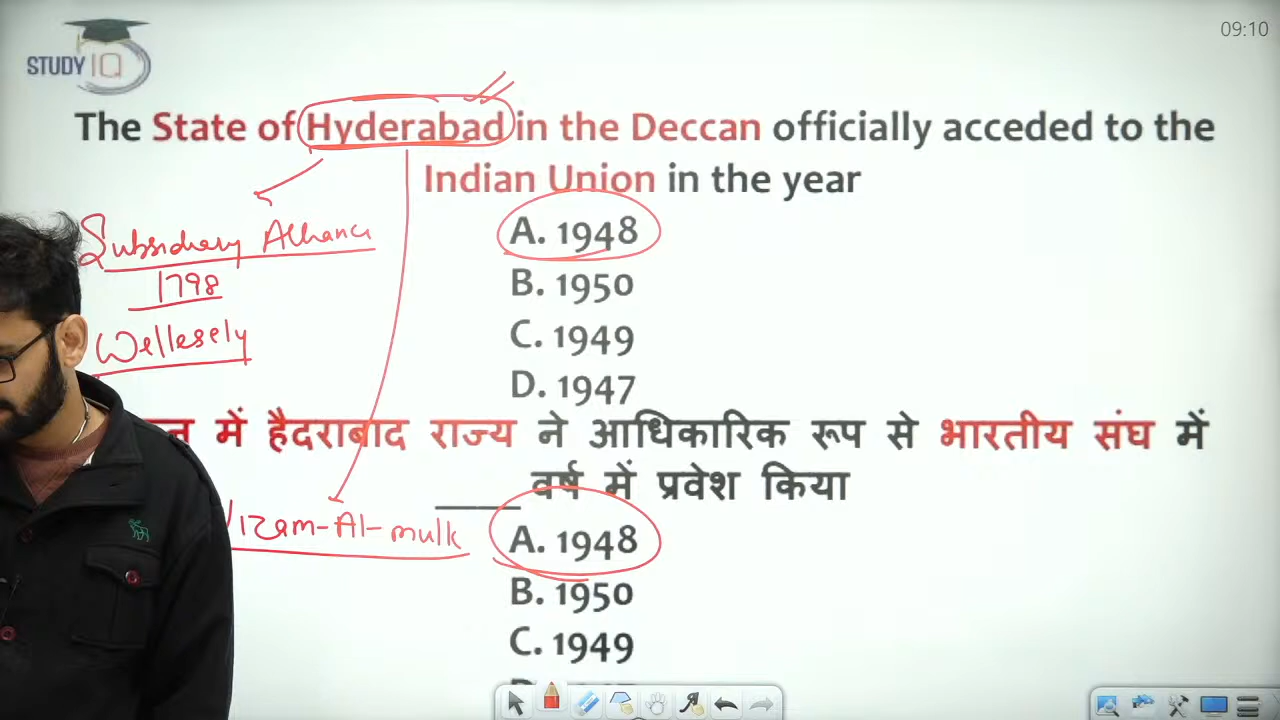 STUDY IQ
09:10
The State of Hyderabad in the Deccan officially acceded to the
Indian Union in the year
A. 1948
B. 1950
C. 1949
D. 1947
Subsidiary Alliance
1798
Wellesely
में हैदराबाद राज्य ने आधिकारिक रूप से भारतीय संघ में
_____ वर्ष में प्रवेश किया
Nizam-Al-mulk
A. 1948
B. 1950
C. 1949